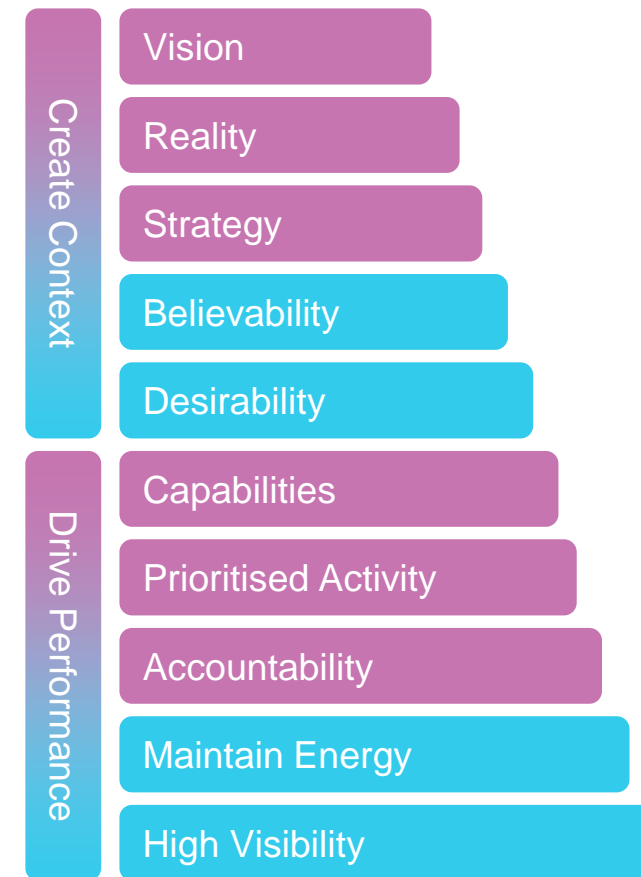 Create Context
Vision
Reality
Strategy
Believability
Desirability
Drive Performance
Capabilities
Prioritised Activity
Accountability
Maintain Energy
High Visibility